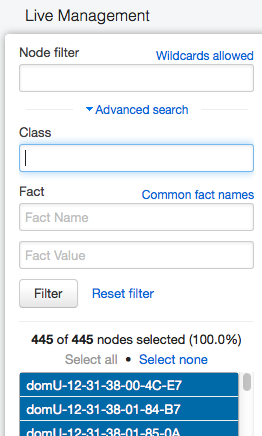 Live Management
Node filter Wildcards allowed
Advanced search
Class
Fact Common fact names
Fact Name
Fact Value
Filter Reset filter
445 of 445 nodes selected (100.0%)
Select all • Select none
domU-12-31-38-00-4C-E7
domU-12-31-38-01-84-B7
domU-12-31-38-01-85-0A